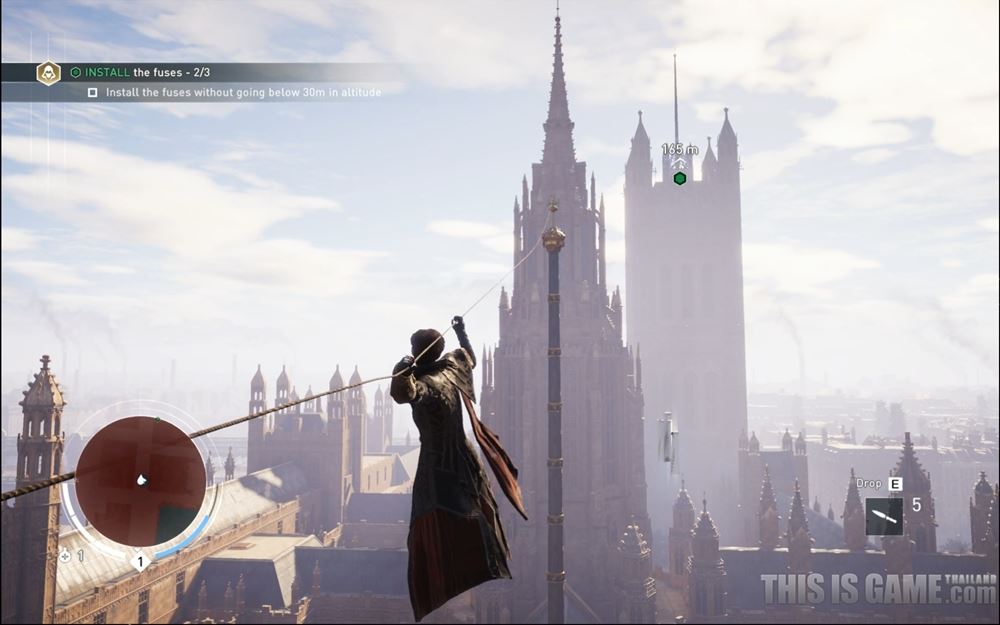 INSTALL the fuses - 2/3
Install the fuses without going below 30m in altitude
165 m
Drop E
5
1
1
THIS IS GAME THAILAND .com